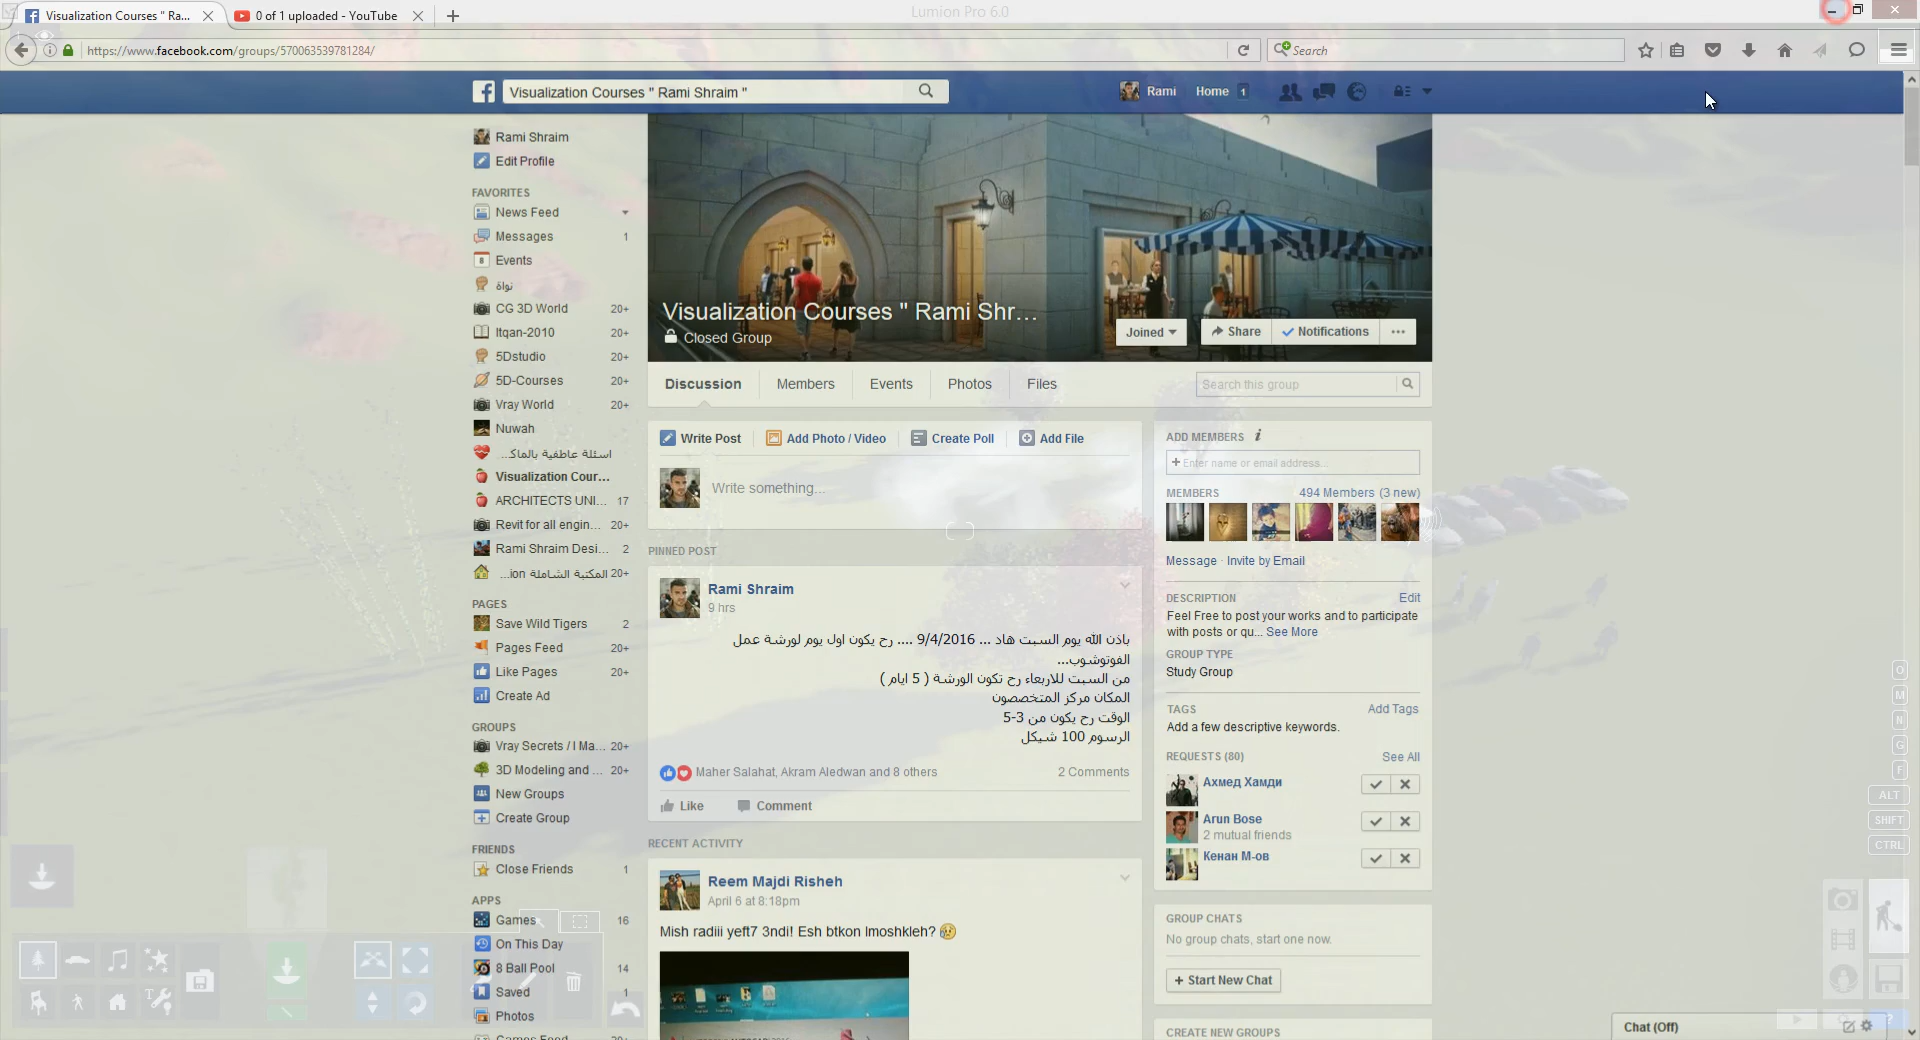 Visualization Courses " Ra...
0 of 1 uploaded - YouTube
Lumion Pro 6.0
https://www.facebook.com/groups/570063539781284/
Search
Visualization Courses " Rami Shraim "
Rami
Home 1
Rami Shraim
Edit Profile
FAVORITES
News Feed
Messages 1
Events
نواة
CG 3D World 20+
Itqan-2010 20+
5Dstudio 20+
5D-Courses 20+
Vray World 20+
Nuwah
اسئلة عاطفية بالماك...
Visualization Cour...
ARCHITECTS UNI... 17
Revit for all engin... 20+
Rami Shraim Desi... 2
المكتبة الشاملة ion... 20+
PAGES
Save Wild Tigers 2
Pages Feed 20+
Like Pages 20+
Create Ad
GROUPS
Vray Secrets / I Ma... 20+
3D Modeling and ... 20+
New Groups
Create Group
FRIENDS
Close Friends 1
APPS
Games 16
On This Day
8 Ball Pool 14
Saved 1
Photos
Games Feed 20+
Visualization Courses " Rami Shr...
Closed Group
Joined
Share
Notifications
Discussion
Members
Events
Photos
Files
Search this group
Write Post
Add Photo / Video
Create Poll
Add File
Write something...
PINNED POST
Rami Shraim
9 hrs
باذن الله يوم السبت هاد ... 9/4/2016 .... رح يكون اول يوم لورشة عمل
الفوتوشوب...
من السبت للاربعاء رح تكون الورشة ( 5 ايام )
المكان مركز المتخصصون
الوقت رح يكون من 3-5
الرسوم 100 شيكل
Maher Salahat, Akram Aledwan and 8 others
2 Comments
Like
Comment
RECENT ACTIVITY
Reem Majdi Risheh
April 6 at 8:18pm
Mish radiii yeft7 3ndi! Esh btkon lmoshkleh?
ADD MEMBERS
+ Enter name or email address...
MEMBERS
494 Members (3 new)
Message · Invite by Email
DESCRIPTION
Edit
Feel Free to post your works and to participate
with posts or qu... See More
GROUP TYPE
Study Group
TAGS
Add Tags
Add a few descriptive keywords.
REQUESTS (80)
See All
Ахмед Хамди
Arun Bose
2 mutual friends
Кенан М-ов
GROUP CHATS
No group chats, start one now.
+ Start New Chat
CREATE NEW GROUPS
O
M
N
G
F
ALT
SHIFT
CTRL
Chat (Off)